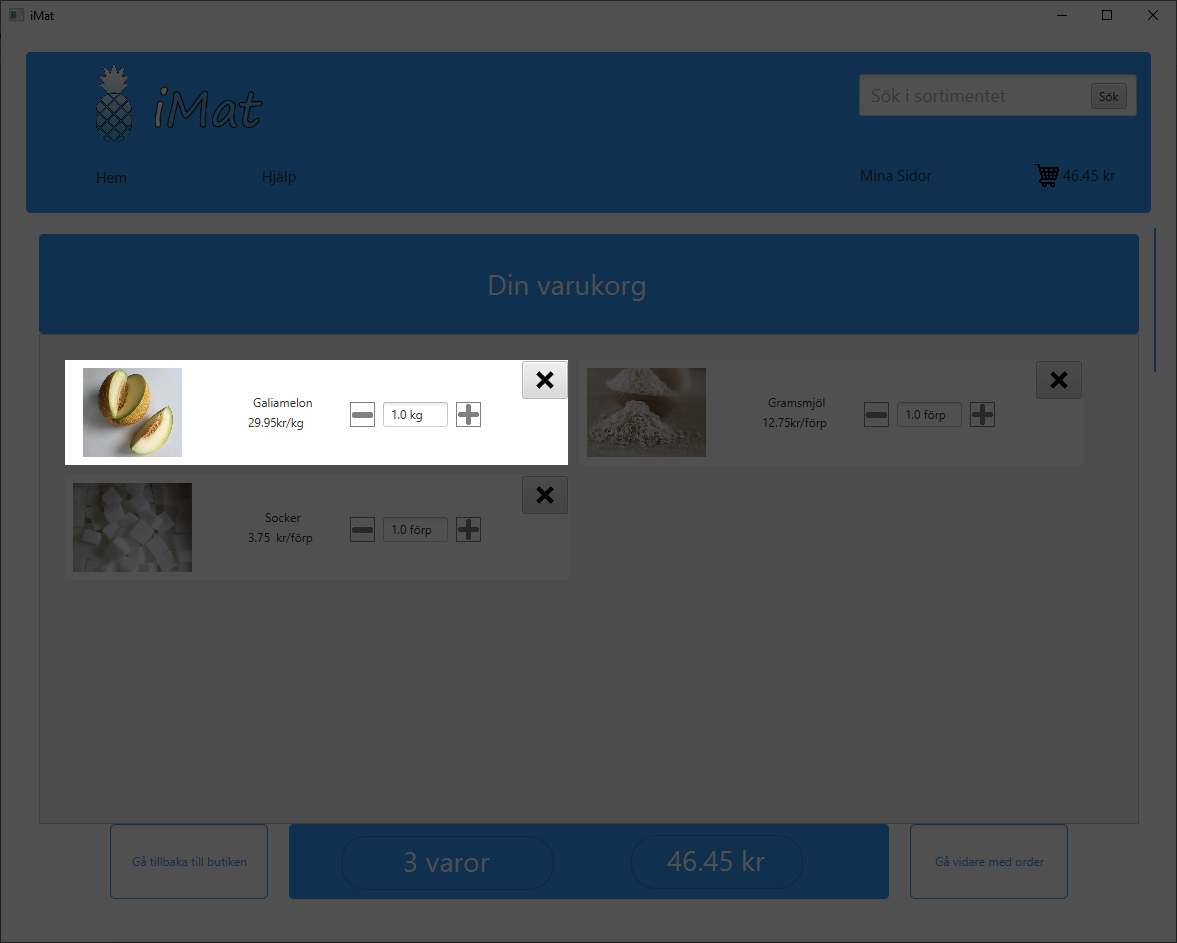 iMat
iMat
Sök i sortimentet
Sök
Hem
Hjälp
Mina Sidor
46.45 kr
Din varukorg
Galiamelon
29.95kr/kg
1.0 kg
Gramsmjöl
12.75kr/förp
1.0 förp
Socker
3.75 kr/förp
1.0 förp
Gå tillbaka till butiken
3 varor
46.45 kr
Gå vidare med order